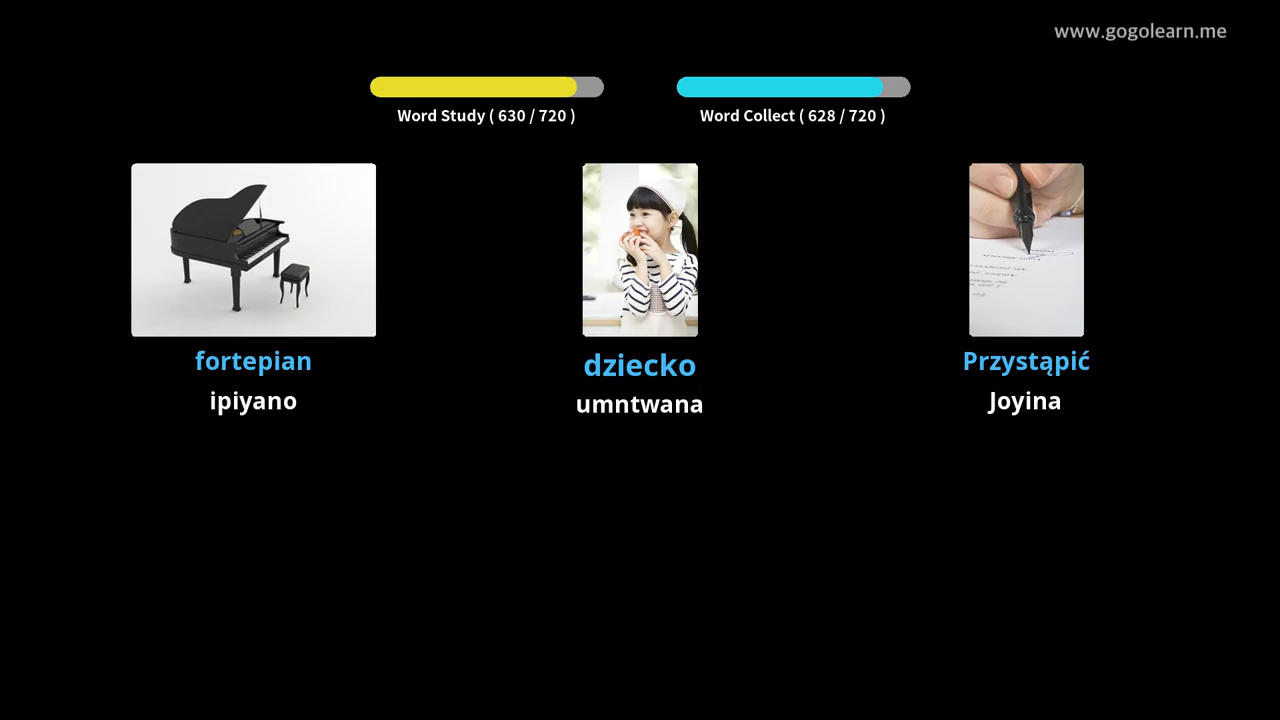 www.gogolearn.me
Word Study ( 630 / 720 )
Word Collect ( 628 / 720 )
fortepian
ipiyano
dziecko
umntwana
Przystąpić
Joyina